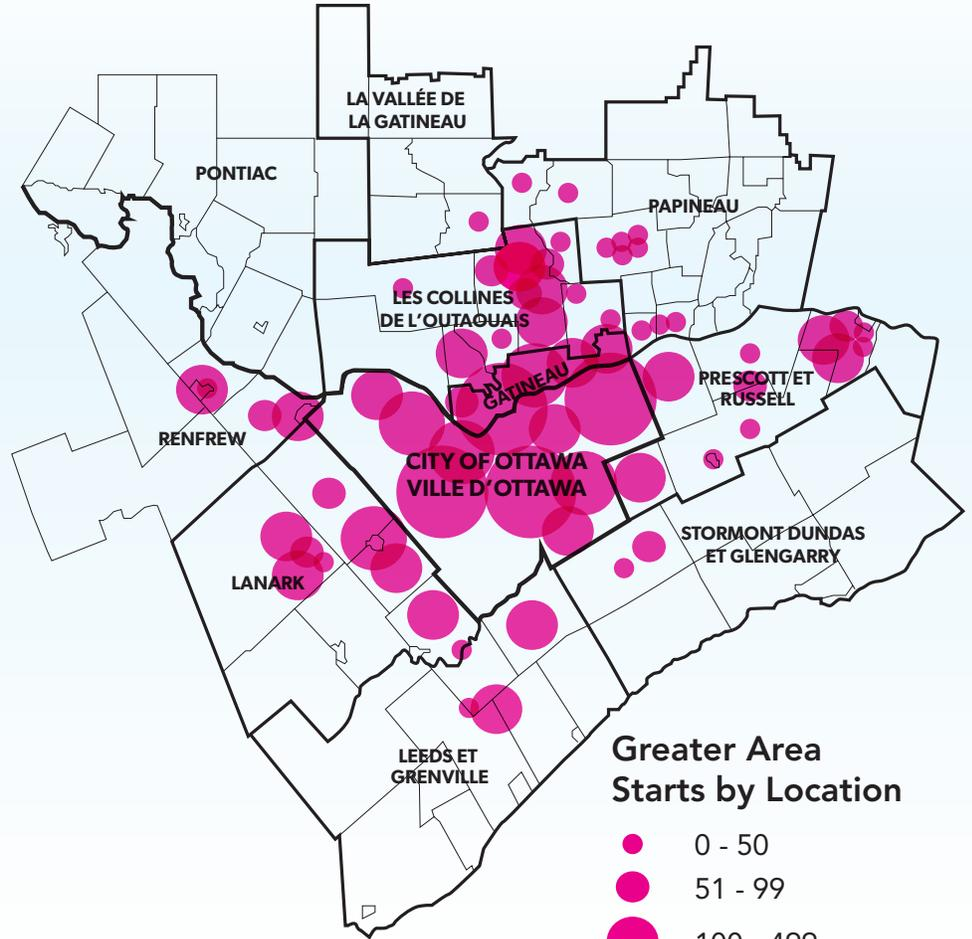 LA VALLÉE DE
LA GATINEAU
PONTIAC
PAPINEAU
LES COLLINES
DE L'OUTAOUAIS
GATINEAU
PRESCOTT ET
RUSSELL
RENFREW
CITY OF OTTAWA
VILLE D'OTTAWA
STORMONT DUNDAS
ET GLENGARRY
LANARK
LEEDS ET
GRENVILLE
Greater Area
Starts by Location
0 - 50
51 - 99
100 - 499